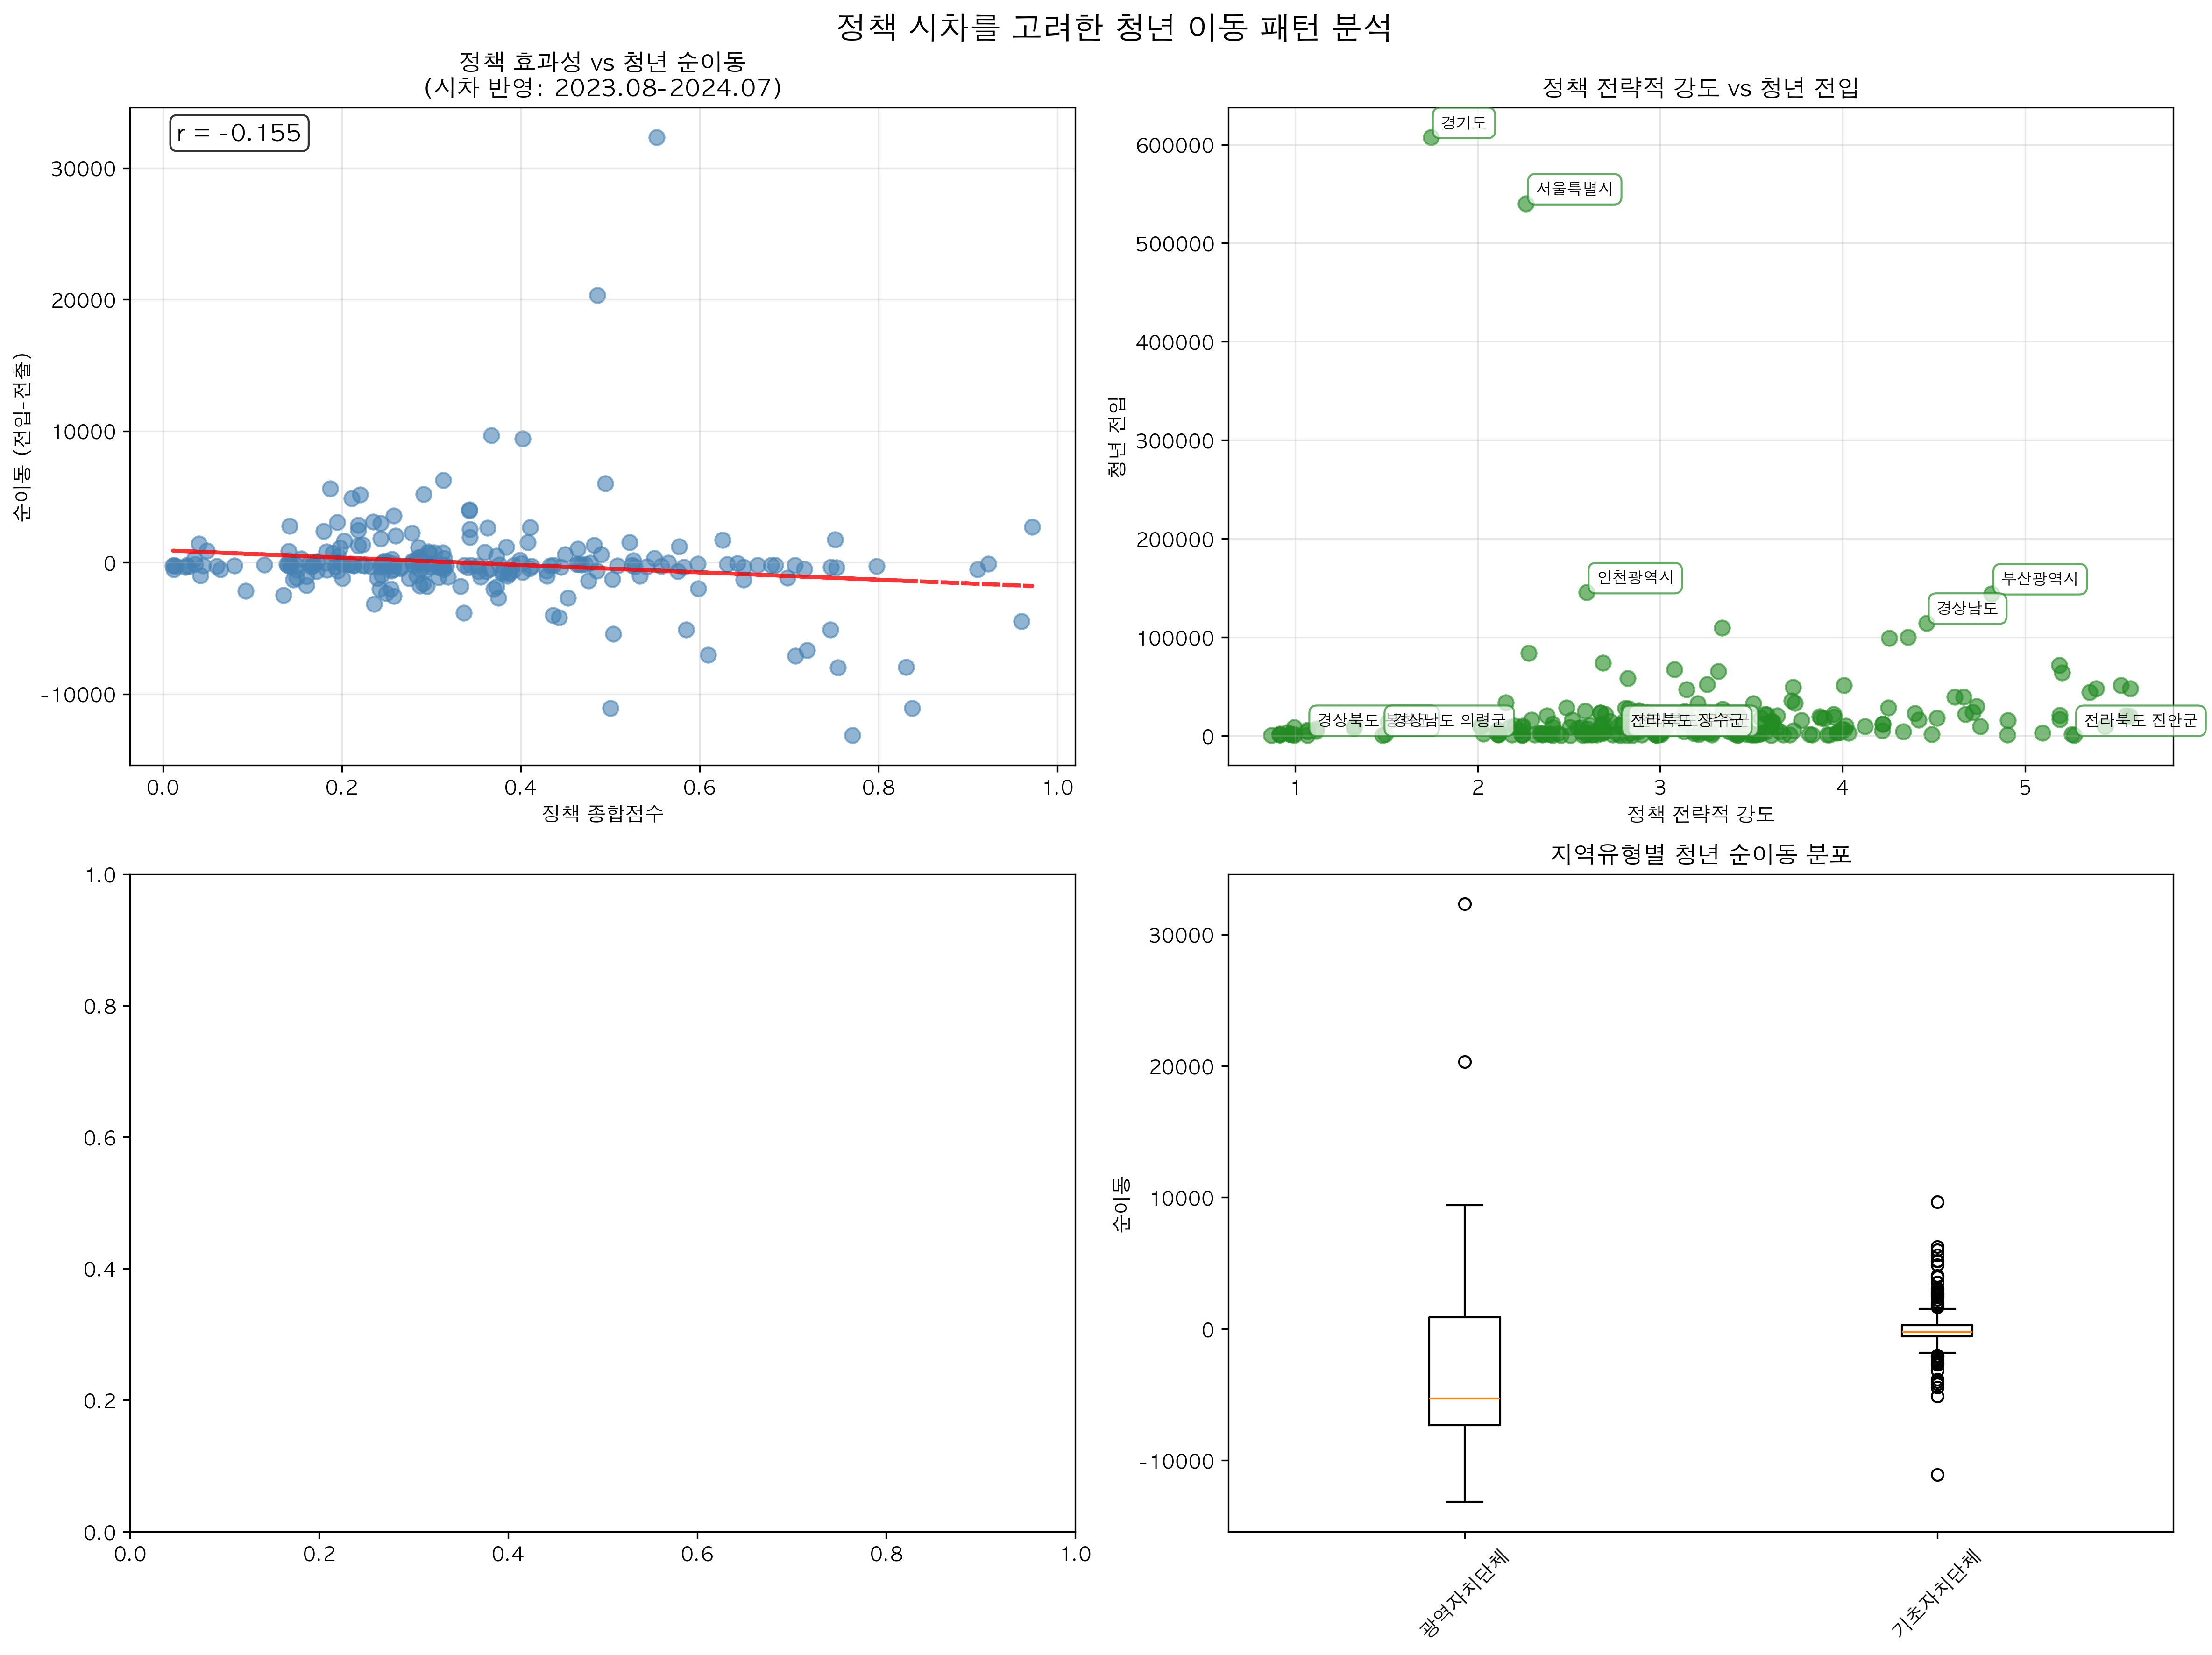 정책 시차를 고려한 청년 이동 패턴 분석
정책 효과성 vs 청년 순이동
(시차 반영: 2023.08-2024.07)
r = -0.155
순이동 (전입-전출)
30000
20000
10000
0
-10000
0.0 0.2 0.4 0.6 0.8 1.0
정책 종합점수
정책 전략적 강도 vs 청년 전입
청년 전입
600000
500000
400000
300000
200000
100000
0
경기도
서울특별시
인천광역시
부산광역시
경상남도
경상북도
경상남도 의령군
전라북도 장수군
전라북도 진안군
1 2 3 4 5
정책 전략적 강도
1.0
0.8
0.6
0.4
0.2
0.0
0.0 0.2 0.4 0.6 0.8 1.0
지역유형별 청년 순이동 분포
순이동
30000
20000
10000
0
-10000
광역자치단체
기초자치단체